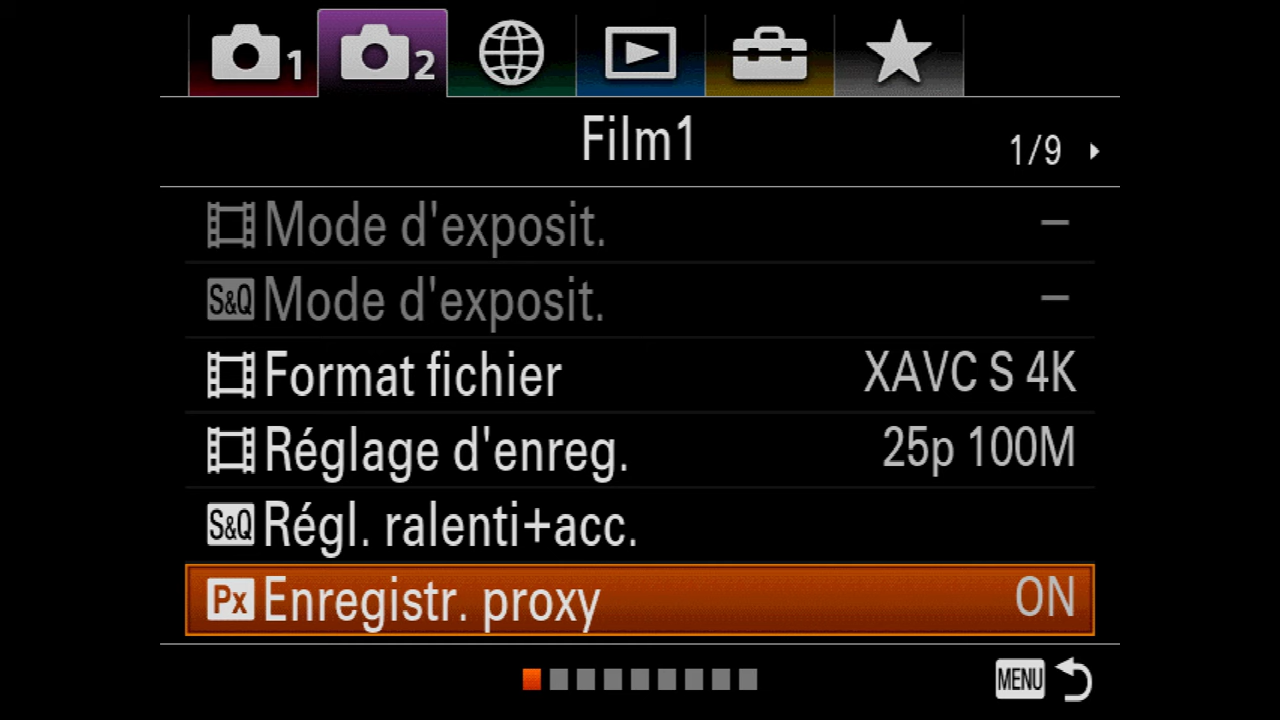 1 2
Film1
1/9
Mode d'exposit. –
S&Q Mode d'exposit. –
Format fichier XAVC S 4K
Réglage d'enreg. 25p 100M
S&Q Régl. ralenti+acc.
Px Enregistr. proxy ON
MENU